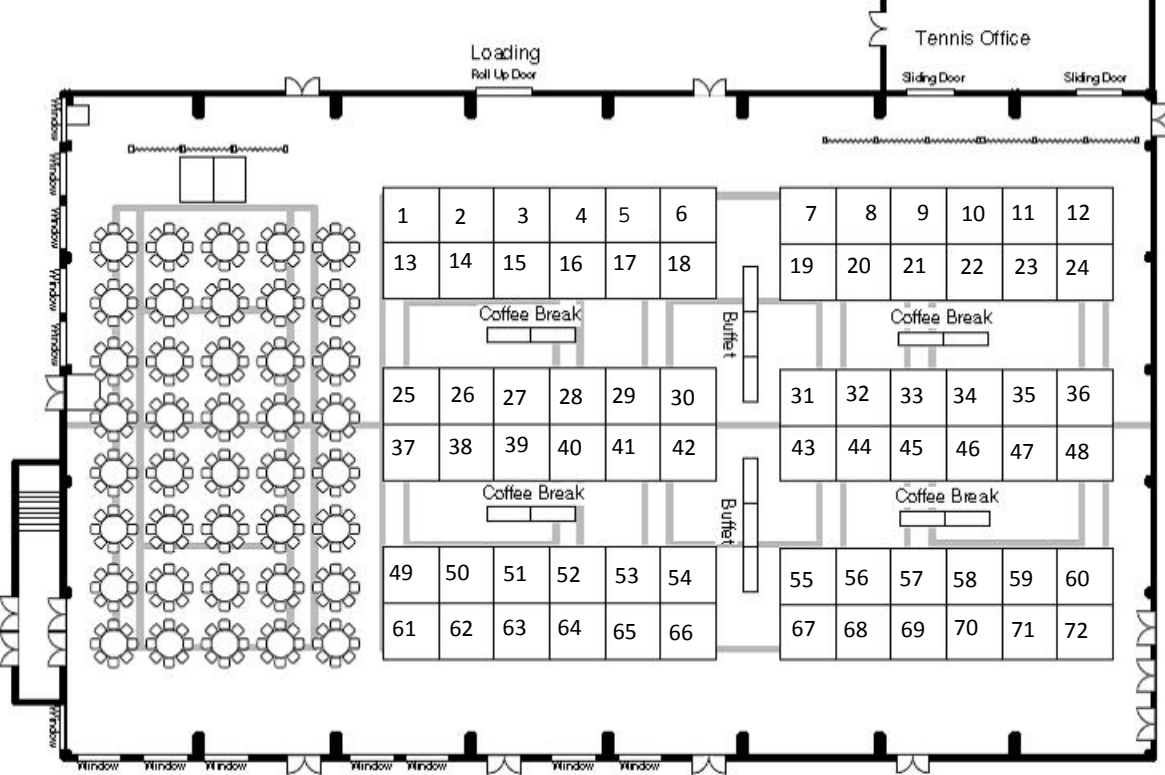 Tennis Office
Loading
Roll Up Door
Sliding Door
Sliding Door
Window
Window
Window
Window
Window
1 2 3 4 5 6
7 8 9 10 11 12
13 14 15 16 17 18
19 20 21 22 23 24
Coffee Break
Coffee Break
Buffet
25 26 27 28 29 30
31 32 33 34 35 36
37 38 39 40 41 42
43 44 45 46 47 48
Coffee Break
Coffee Break
Buffet
49 50 51 52 53 54
55 56 57 58 59 60
61 62 63 64 65 66
67 68 69 70 71 72
Window
Window Window Window Window Window Window Window